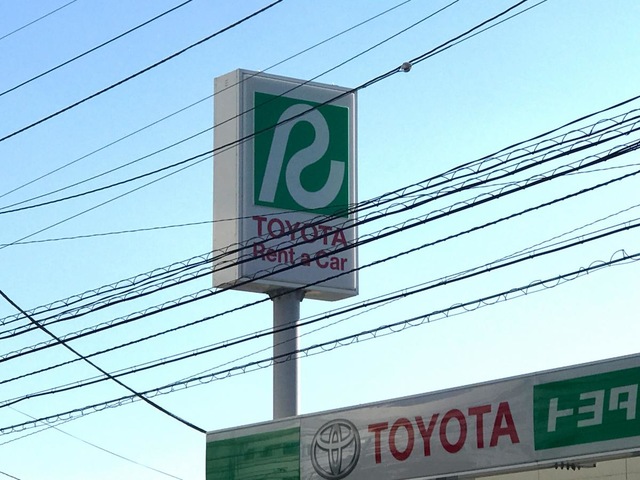 R
TOYOTA
Rent a Car
TOYOTA
トヨタ